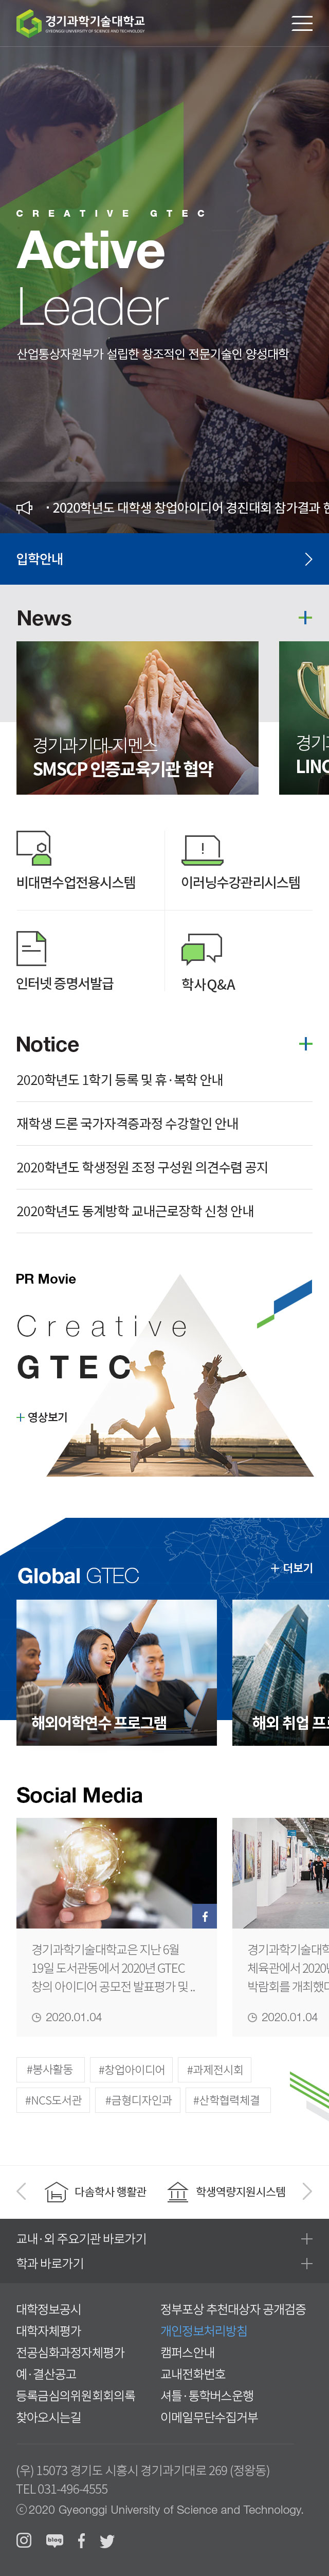 경기과학기술대학교
GYEONGGI UNIVERSITY OF SCIENCE AND TECHNOLOGY
CREATIVE GTEC
Active
Leader
산업통상자원부가 설립한 창조적인 전문기술인 양성대학
· 2020학년도 대학생 창업아이디어 경진대회 참가결과 한
입학안내
News
경기과기대-지멘스
SMSCP 인증교육기관 협약
경기과
LINC
비대면수업전용시스템
이러닝수강관리시스템
인터넷 증명서발급
학사Q&A
Notice
2020학년도 1학기 등록 및 휴·복학 안내
재학생 드론 국가자격증과정 수강할인 안내
2020학년도 학생정원 조정 구성원 의견수렴 공지
2020학년도 동계방학 교내근로장학 신청 안내
PR Movie
Creative
GTEC
영상보기
Global GTEC
더보기
해외어학연수 프로그램
해외 취업 프로
Social Media
경기과학기술대학교은 지난 6월
19일 도서관동에서 2020년 GTEC
창의 아이디어 공모전 발표평가 및 ..
2020.01.04
경기과학기술대학
체육관에서 2020년
박람회를 개최했다
2020.01.04
#봉사활동
#창업아이디어
#과제전시회
#NCS도서관
#금형디자인과
#산학협력체결
다솜학사 행활관
학생역량지원시스템
교내·외 주요기관 바로가기
학과 바로가기
대학정보공시
정부포상 추천대상자 공개검증
대학자체평가
개인정보처리방침
전공심화과정자체평가
캠퍼스안내
예·결산공고
교내전화번호
등록금심의위원회회의록
셔틀·통학버스운행
찾아오시는길
이메일무단수집거부
(우) 15073 경기도 시흥시 경기과기대로 269 (정왕동)
TEL 031-496-4555
ⓒ2020 Gyeonggi University of Science and Technology.
blog